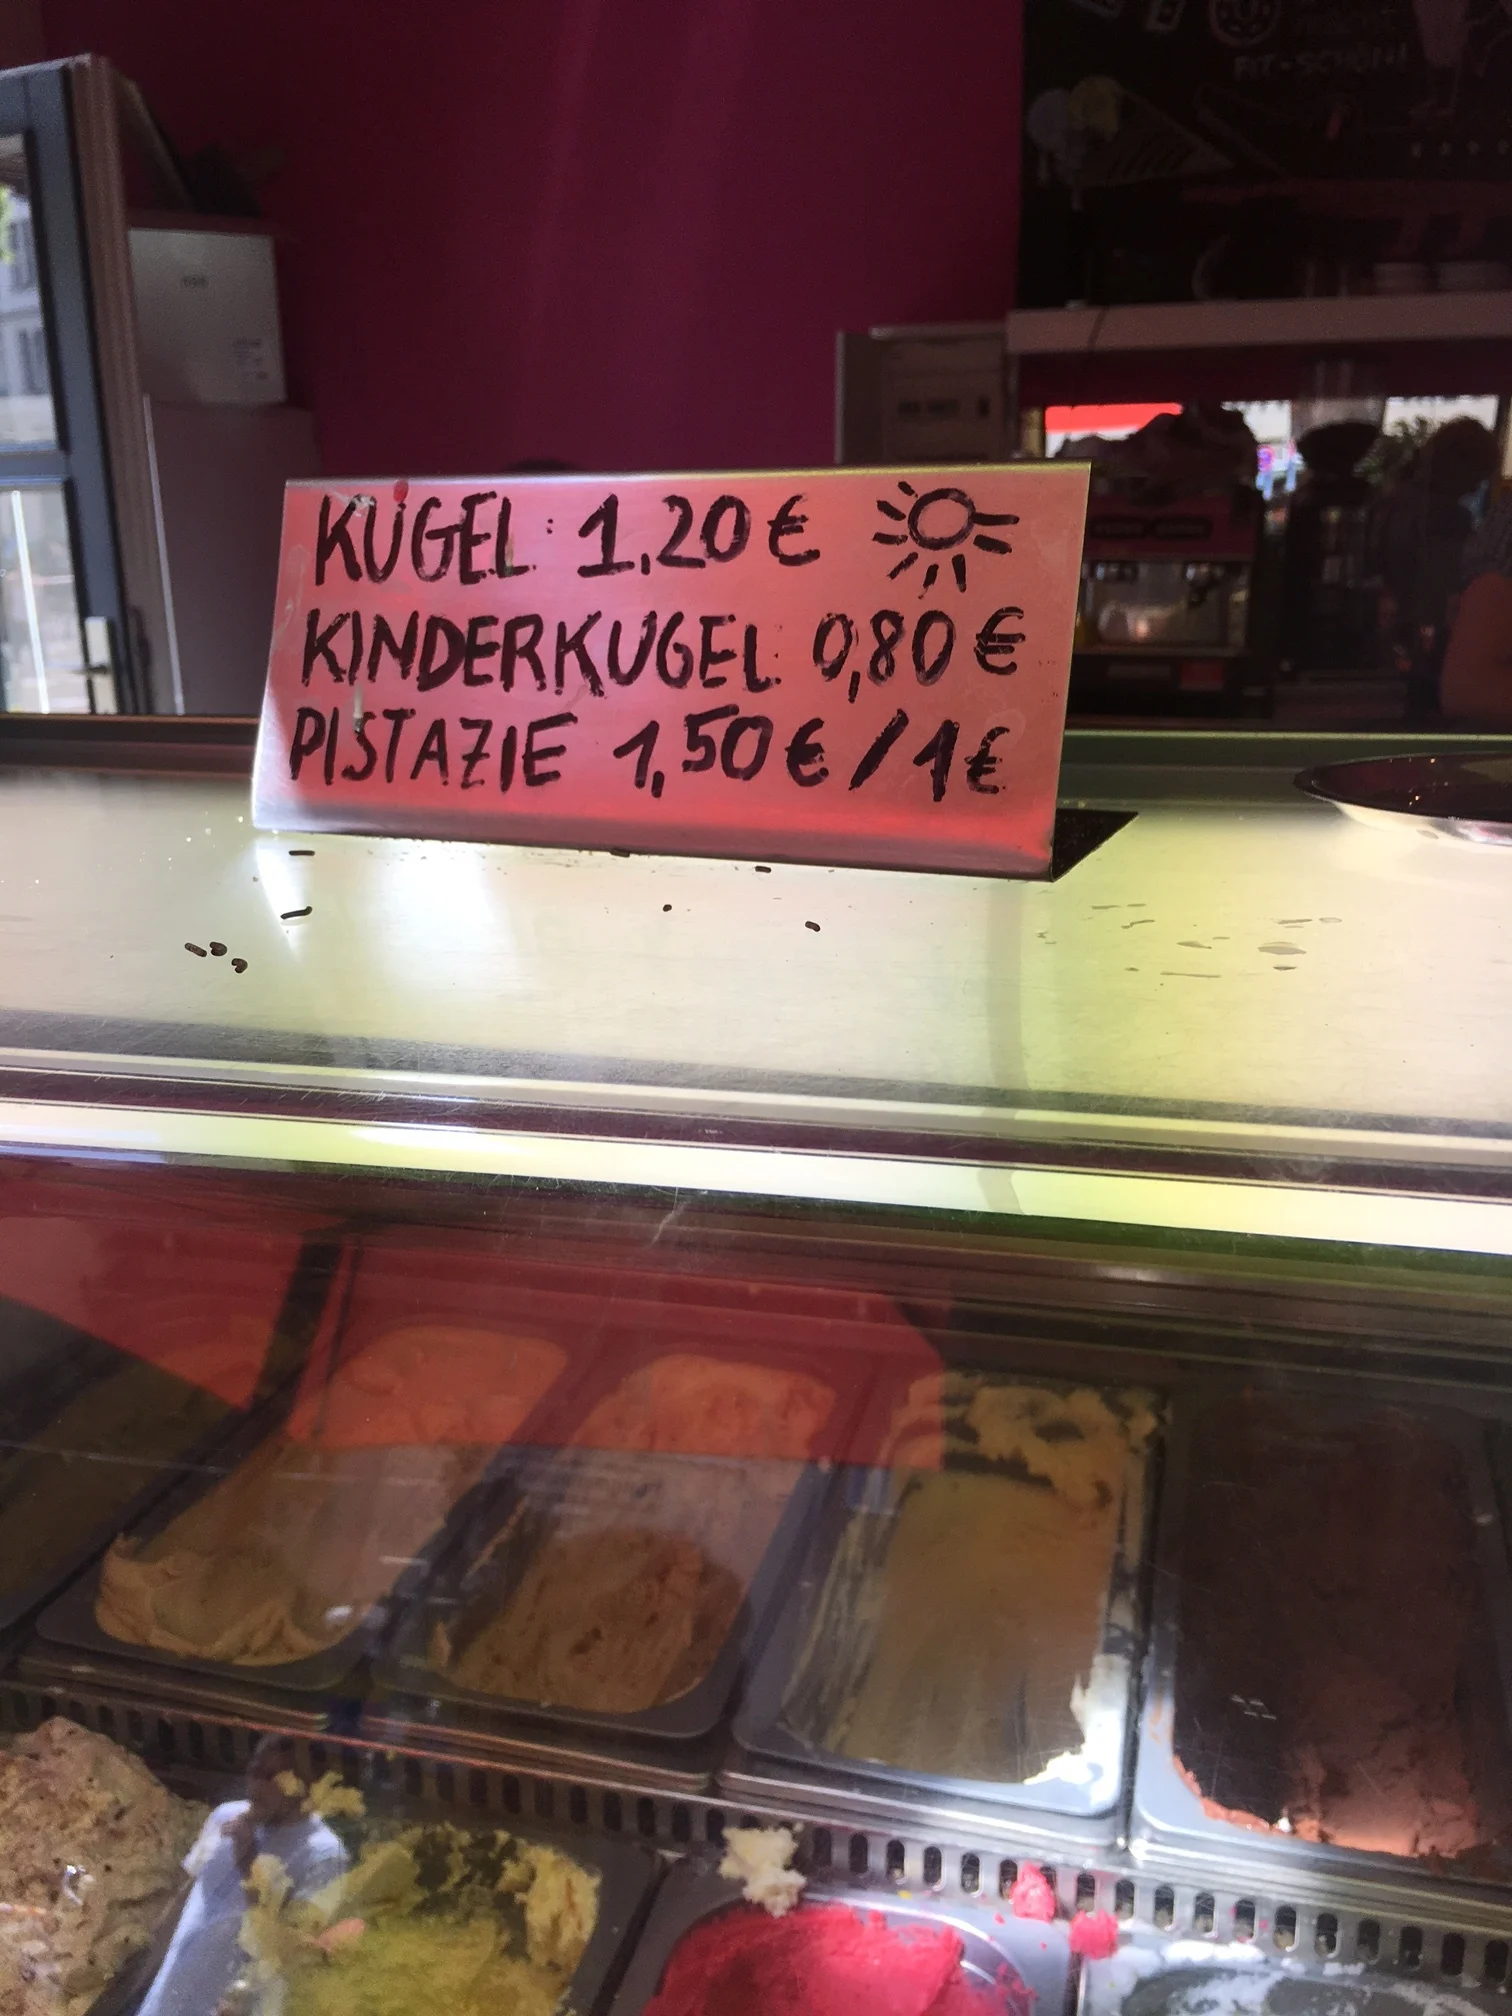 KUGEL: 1,20 €
KINDERKUGEL: 0,80 €
PISTAZIE 1,50 € / 1 €